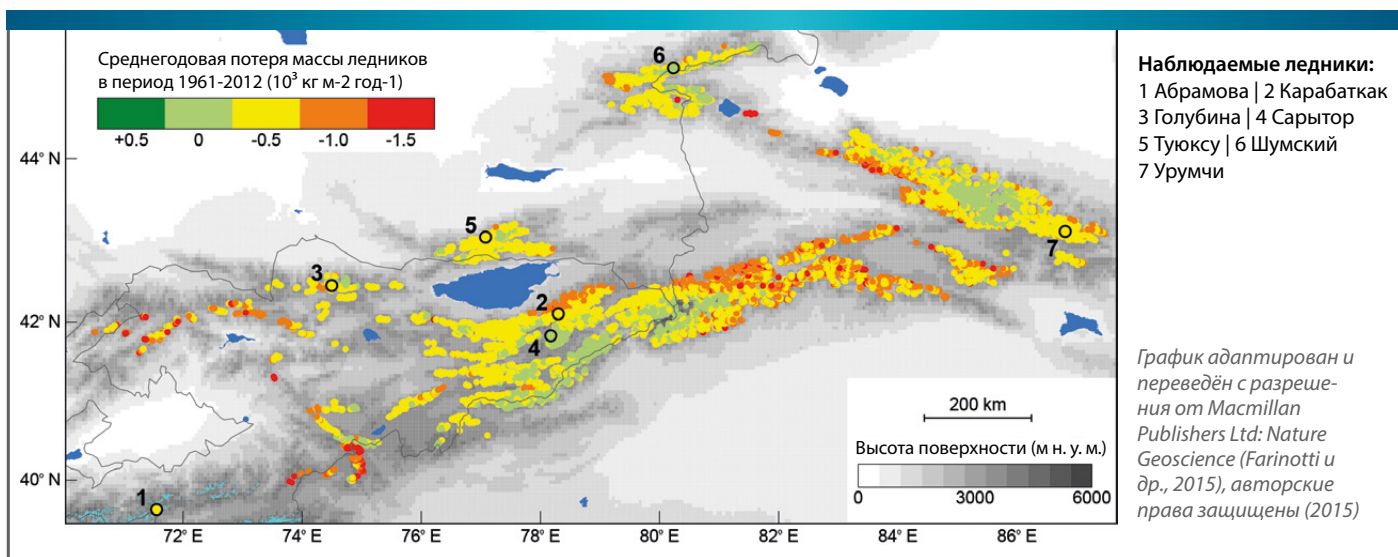 Среднегодовая потеря массы ледников
в период 1961-2012 (10³ кг м-2 год-1)
+0.5 0 -0.5 -1.0 -1.5
44° N
42° N
40° N
72° E 74° E 76° E 78° E 80° E 82° E 84° E 86° E
6
5
7
3
2
4
1
200 km
Высота поверхности (м н. у. м.)
0 3000 6000
Наблюдаемые ледники:
1 Абрамова | 2 Карабаткак
3 Голубина | 4 Сарытор
5 Туюксу | 6 Шумский
7 Урумчи
График адаптирован и
переведён с разреше-
ния от Macmillan
Publishers Ltd: Nature
Geoscience (Farinotti и
др., 2015), авторские
права защищены (2015)